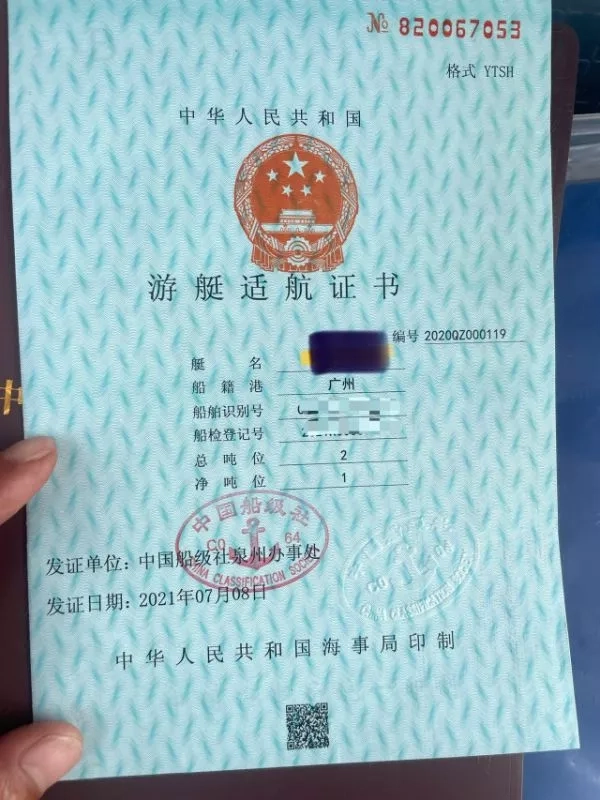 № 820067053
格式 YTSH
中华人民共和国
游艇适航证书
编号 2020QZ000119
艇名
船籍港 广州
船舶识别号
船检登记号
总吨位 2
净吨位 1
中国船级社
CO 64
CHINA CLASSIFICATION SOCIETY
发证单位：中国船级社泉州办事处
发证日期：2021年07月08日
中华人民共和国海事局印制